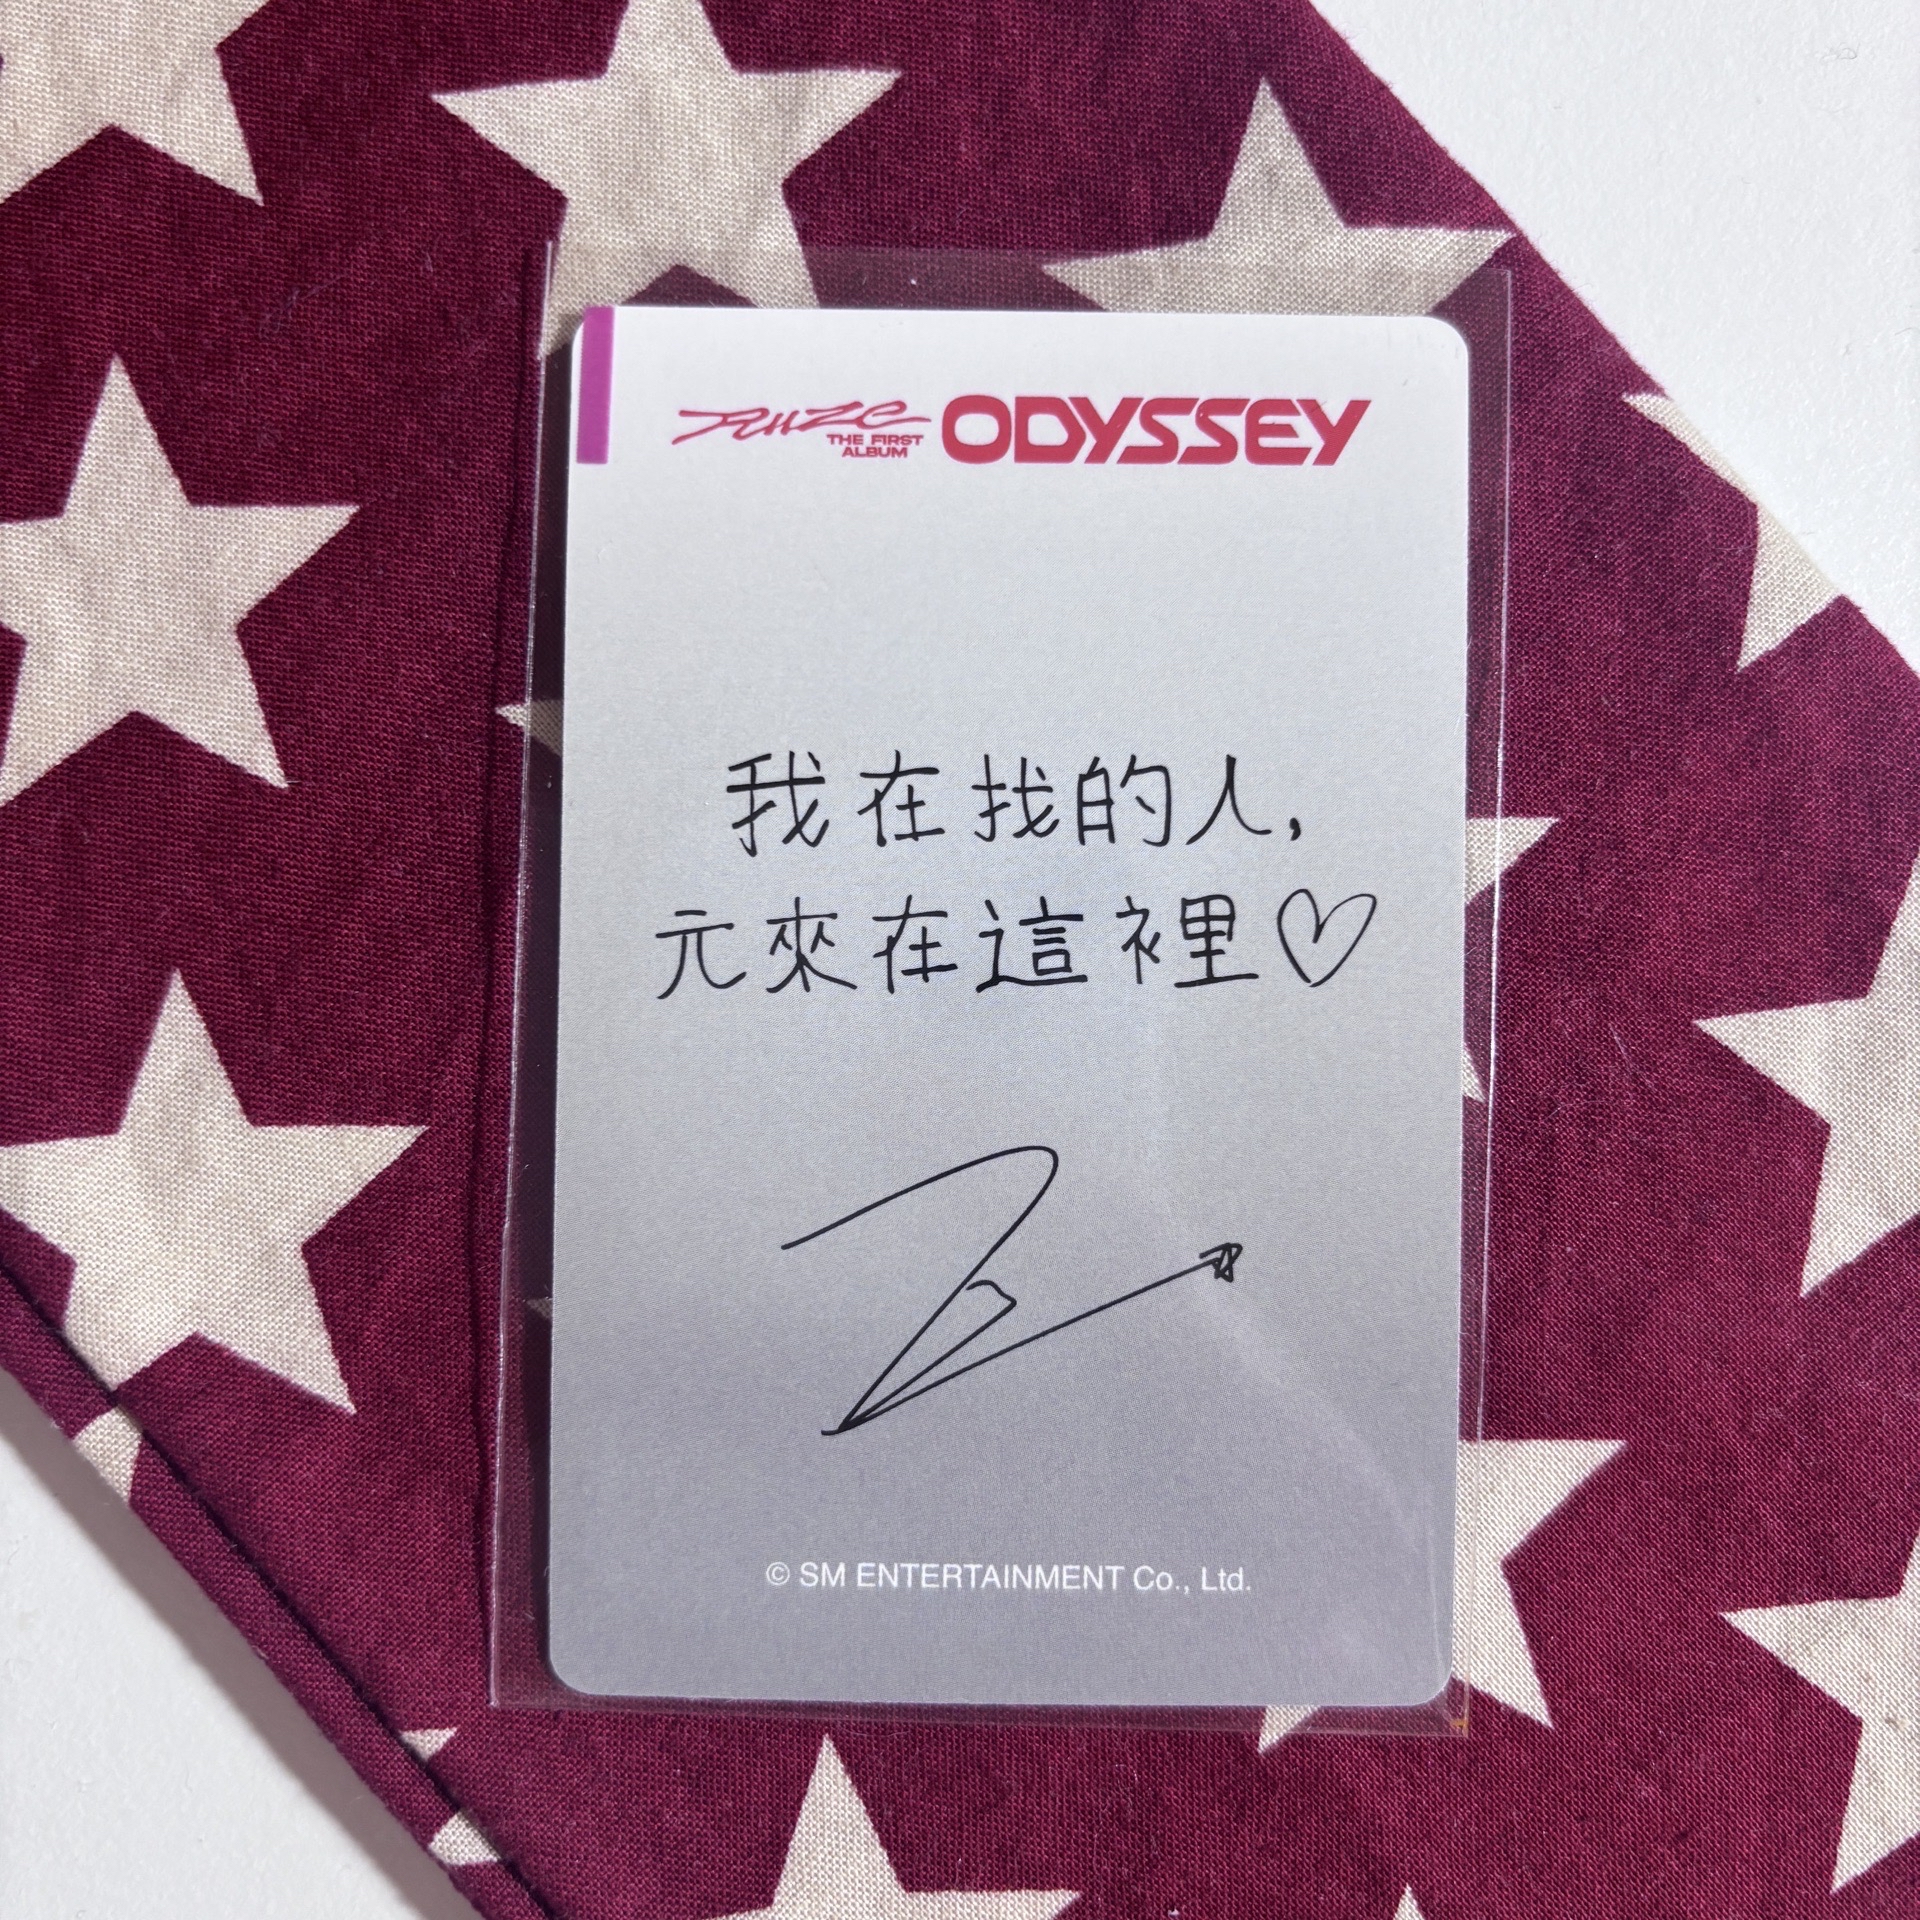 RIIZE THE FIRST ALBUM ODYSSEY
我在找的人,
元來在這裡♡
© SM ENTERTAINMENT Co., Ltd.